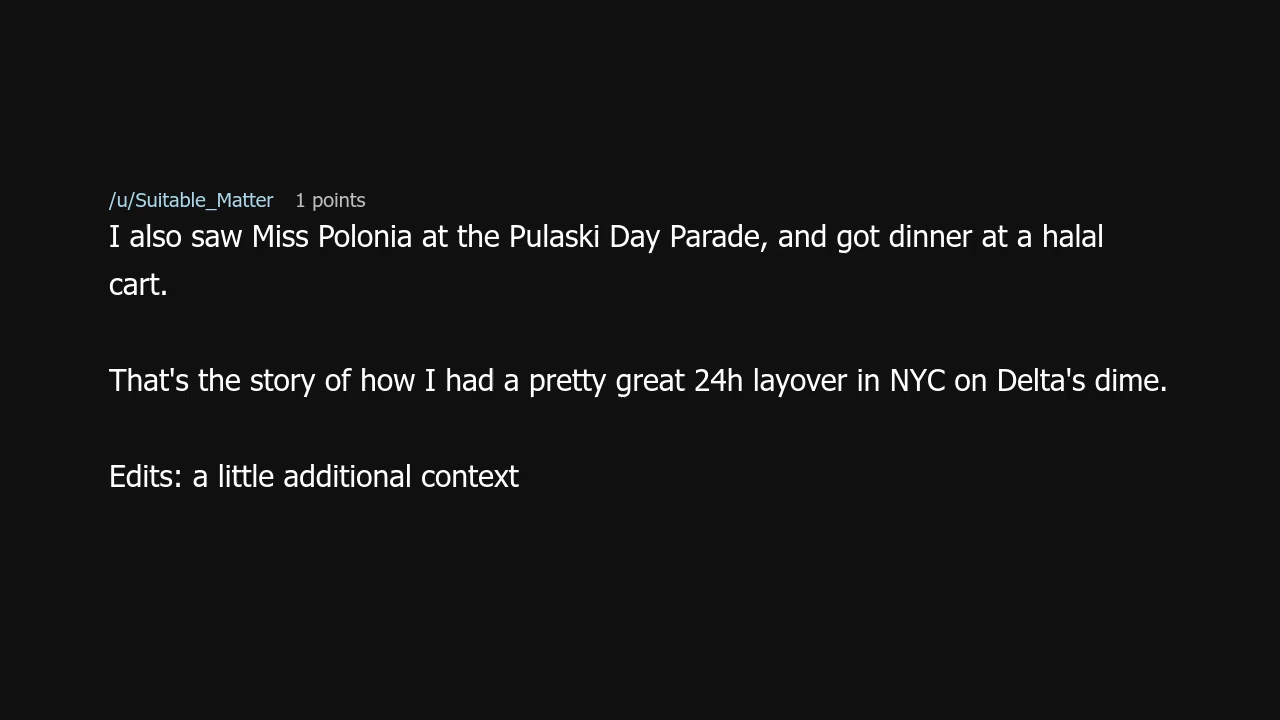 /u/Suitable_Matter 1 points
I also saw Miss Polonia at the Pulaski Day Parade, and got dinner at a halal
cart.
That's the story of how I had a pretty great 24h layover in NYC on Delta's dime.
Edits: a little additional context